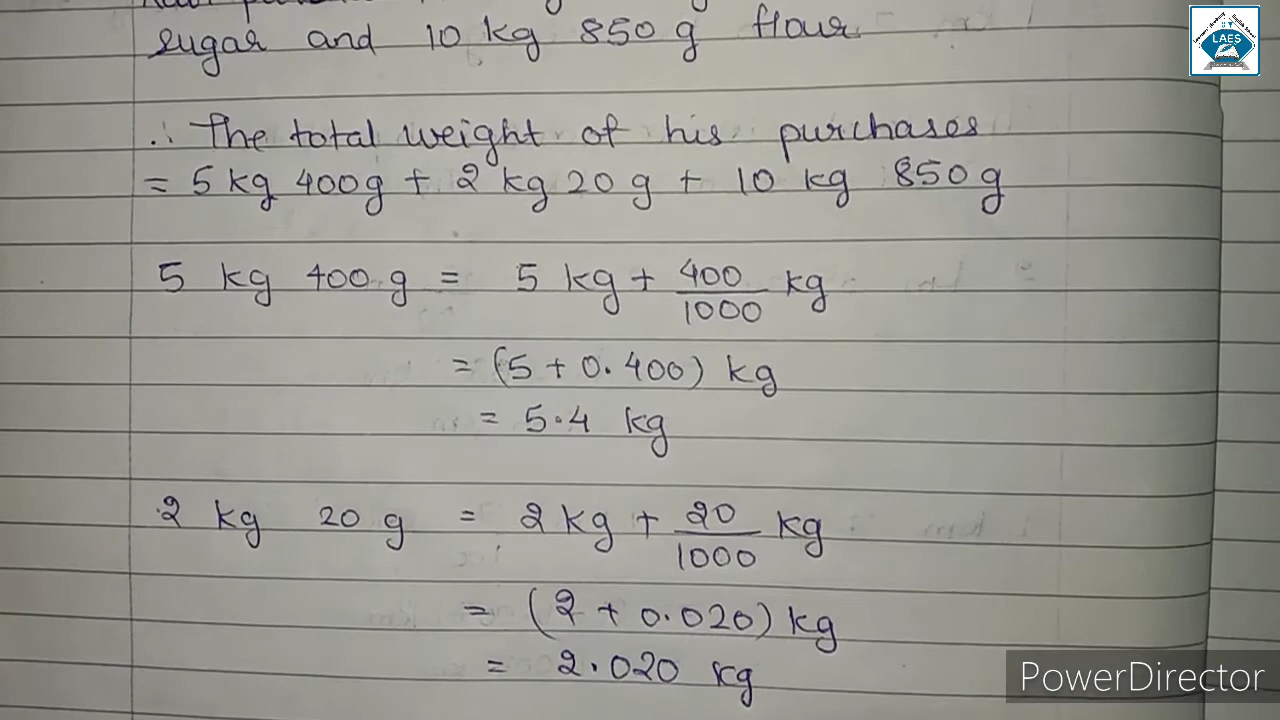 sugar and 10 kg 850 g flour
∴ The total weight of his purchases
= 5 kg 400g + 2 kg 20 g + 10 kg 850 g
5 kg 400 g = 5 kg + 400/1000 kg
= (5 + 0.400) kg
= 5.4 kg
2 kg 20 g = 2 kg + 20/1000 kg
= (2 + 0.020) kg
= 2.020 kg
LAES
PowerDirector